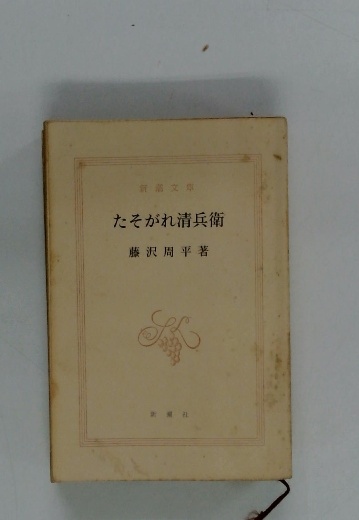 新潮文庫
たそがれ清兵衛
藤沢周平著
新潮社